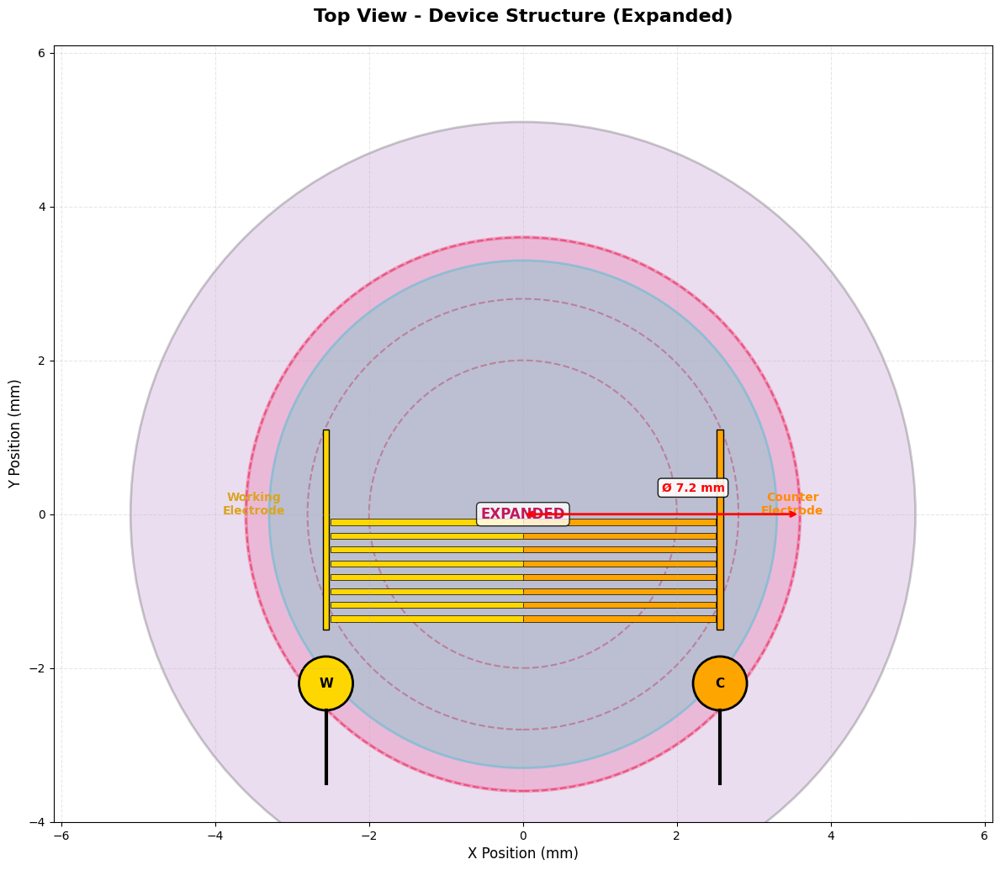 Top View - Device Structure (Expanded)
6
4
2
0
−2
−4
Y Position (mm)
Ø 7.2 mm
Working
Electrode
EXPANDED
Counter
Electrode
W
C
−6
−4
−2
0
2
4
6
X Position (mm)